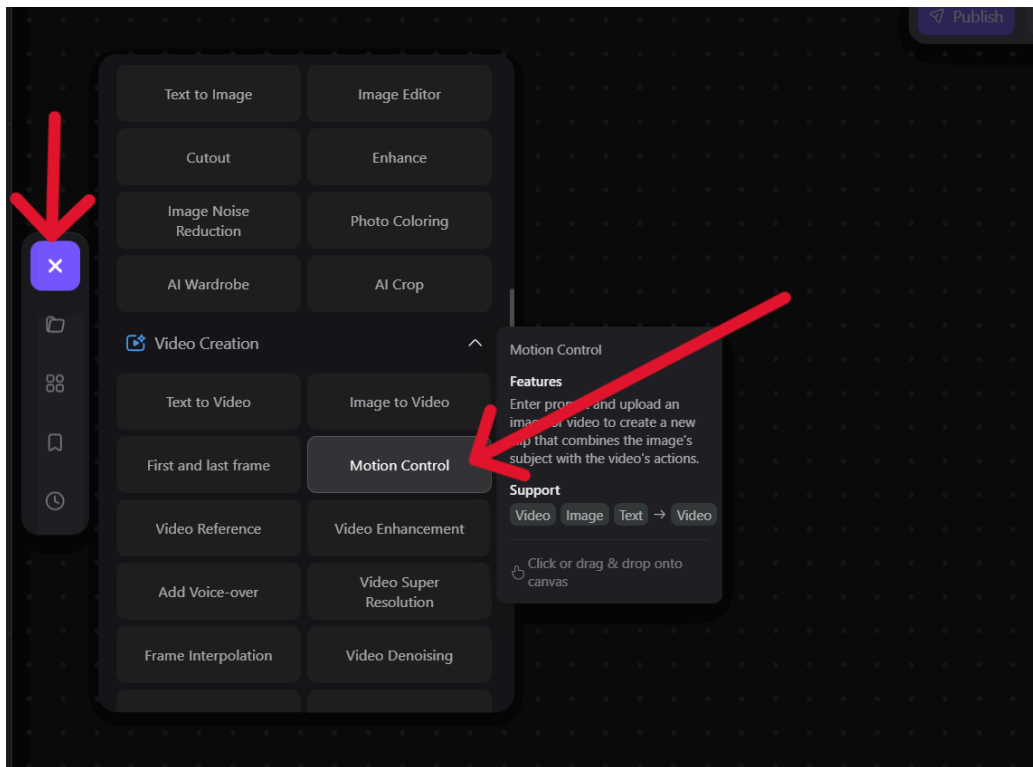 Publish
Text to Image
Image Editor
Cutout
Enhance
Image Noise
Reduction
Photo Coloring
AI Wardrobe
AI Crop
Video Creation
Text to Video
Image to Video
First and last frame
Motion Control
Video Reference
Video Enhancement
Add Voice-over
Video Super
Resolution
Frame Interpolation
Video Denoising
Motion Control
Features
Enter and upload an
video to create a new
that combines the image's
subject with the video's actions.
Support
Video Image Text → Video
Click or drag & drop onto
canvas